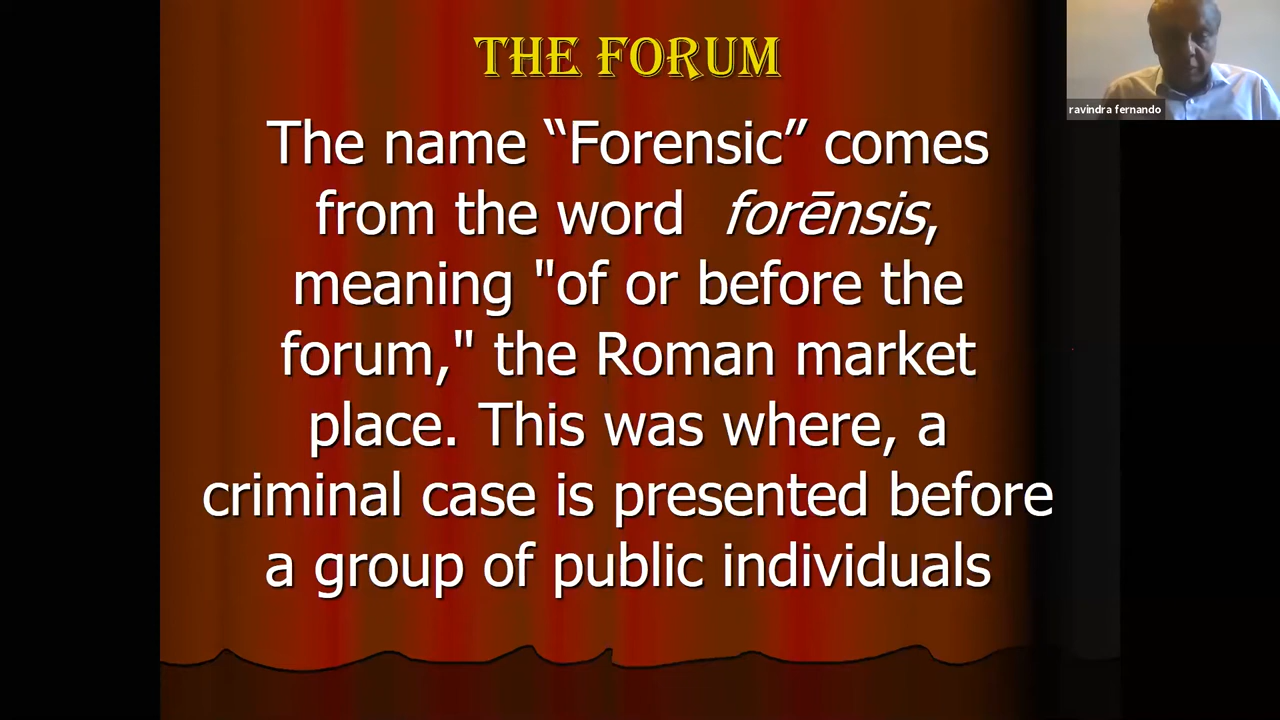 THE FORUM
The name “Forensic” comes
from the word forēnsis,
meaning "of or before the
forum," the Roman market
place. This was where, a
criminal case is presented before
a group of public individuals
ravindra fernando